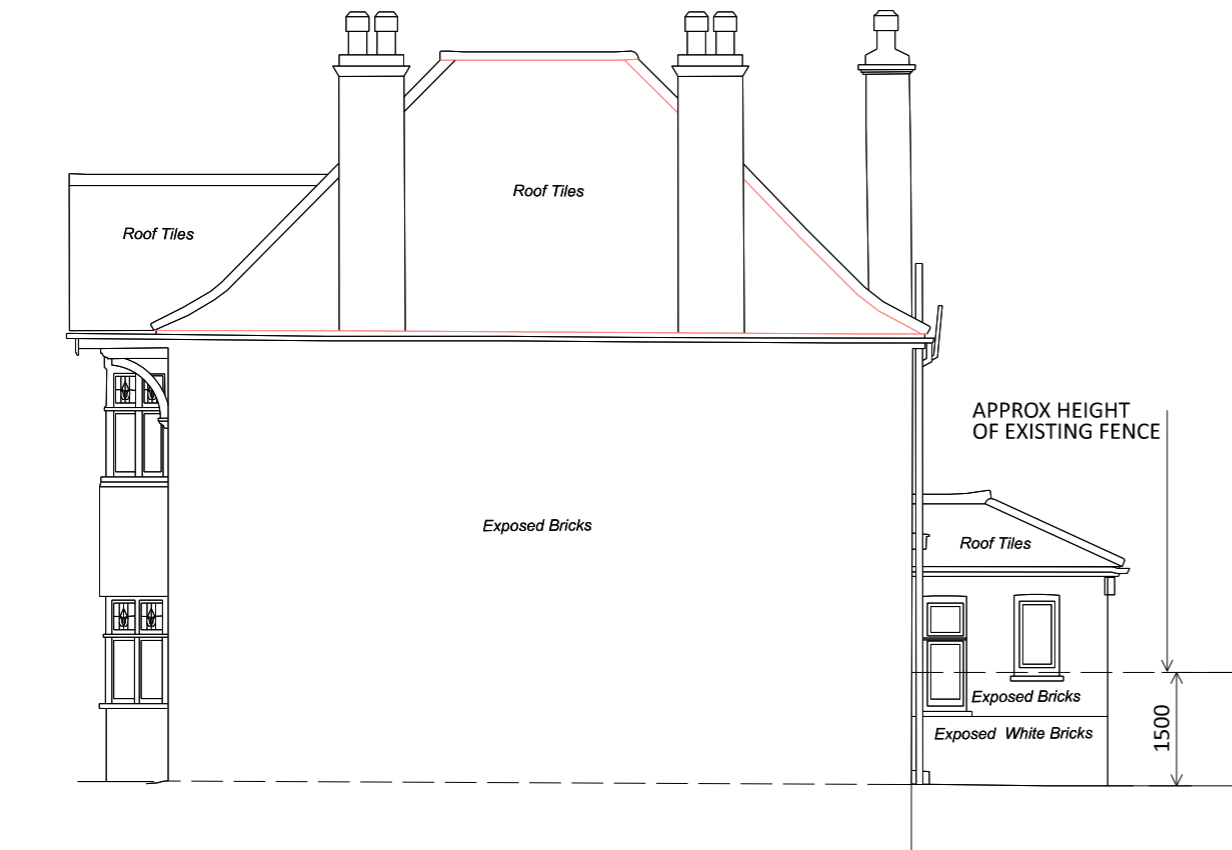 Roof Tiles
Roof Tiles
APPROX HEIGHT
OF EXISTING FENCE
Exposed Bricks
Roof Tiles
Exposed Bricks
Exposed White Bricks
1500